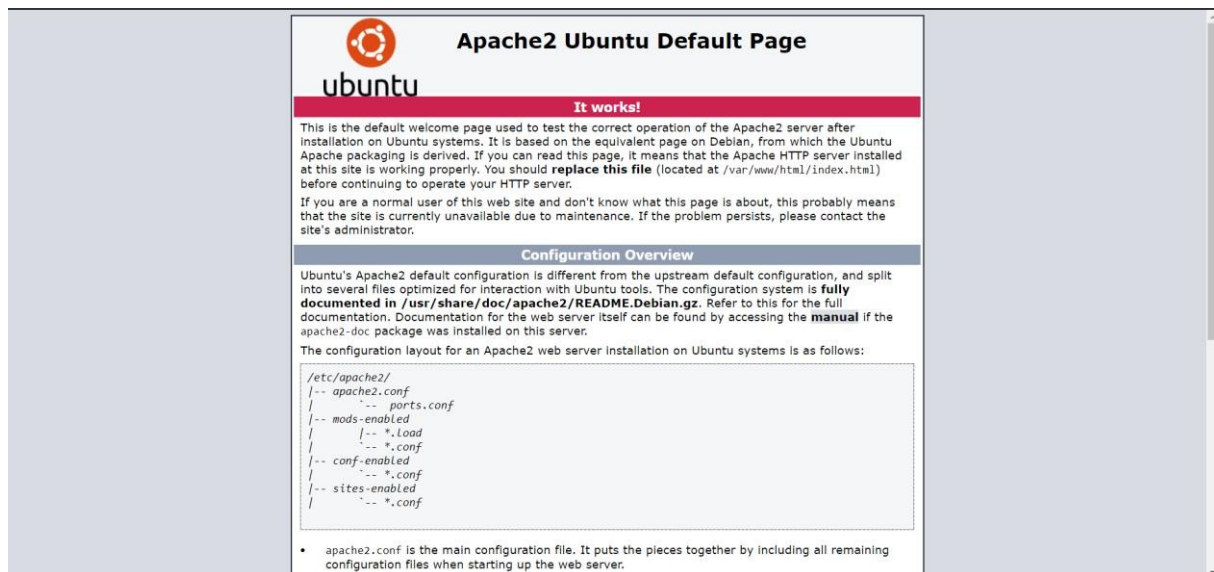 Apache2 Ubuntu Default Page
ubuntu
It works!
This is the default welcome page used to test the correct operation of the Apache2 server after
installation on Ubuntu systems. It is based on the equivalent page on Debian, from which the Ubuntu
Apache packaging is derived. If you can read this page, it means that the Apache HTTP server installed
at this site is working properly. You should replace this file (located at /var/www/html/index.html)
before continuing to operate your HTTP server.
If you are a normal user of this web site and don't know what this page is about, this probably means
that the site is currently unavailable due to maintenance. If the problem persists, please contact the
site's administrator.
Configuration Overview
Ubuntu's Apache2 default configuration is different from the upstream default configuration, and split
into several files optimized for interaction with Ubuntu tools. The configuration system is fully
documented in /usr/share/doc/apache2/README.Debian.gz. Refer to this for the full
documentation. Documentation for the web server itself can be found by accessing the manual if the
apache2-doc package was installed on this server.
The configuration layout for an Apache2 web server installation on Ubuntu systems is as follows:
/etc/apache2/
|-- apache2.conf
|       `--  ports.conf
|-- mods-enabled
|       |-- *.load
|       `-- *.conf
|-- conf-enabled
|       `-- *.conf
|-- sites-enabled
|       `-- *.conf
• apache2.conf is the main configuration file. It puts the pieces together by including all remaining
configuration files when starting up the web server.